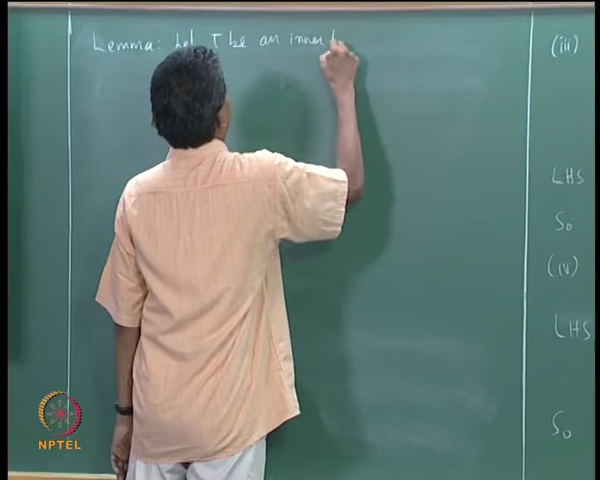 Lemma: Let T be an inner
(iii)
LHS
So
(iv)
LHS
So
NPTEL